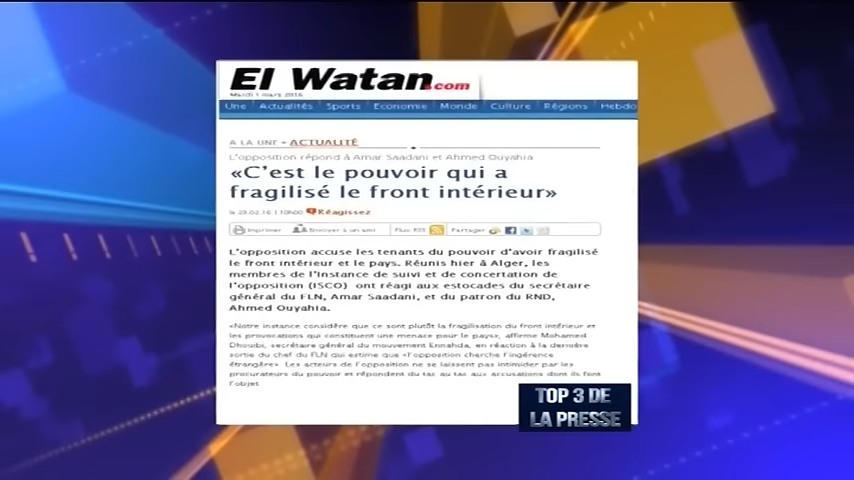 El Watan.com
Mardi 1 mars 2016
Une Actualités Sports Economie Monde Culture Régions Hebdo
A LA UNE - ACTUALITÉ
L'opposition répond à Amar Saadani et Ahmed Ouyahia
«C'est le pouvoir qui a
fragilisé le front intérieur»
le 29.02.16 | 10h00 Réagissez
Imprimer Envoyer à un ami Flux RSS Partager
L'opposition accuse les tenants du pouvoir d'avoir fragilisé
le front intérieur et le pays. Réunis hier à Alger, les
membres de l'Instance de suivi et de concertation de
l'opposition (ISCO) ont réagi aux estocades du secrétaire
général du FLN, Amar Saadani, et du patron du RND,
Ahmed Ouyahia.
«Notre instance considère que ce sont plutôt la fragilisation du front intérieur et
les provocations qui constituent une menace pour le pays», affirme Mohamed
Dhouibi, secrétaire général du mouvement Ennahda, en réaction à la dernière
sortie du chef du FLN qui estime que «l'opposition cherche l'ingérence
étrangère». Les acteurs de l'opposition ne se laissent pas intimider par les
procurateurs du pouvoir et répondent du tac au tac aux accusations dont ils font
l'objet
TOP 3 DE
LA PRESSE